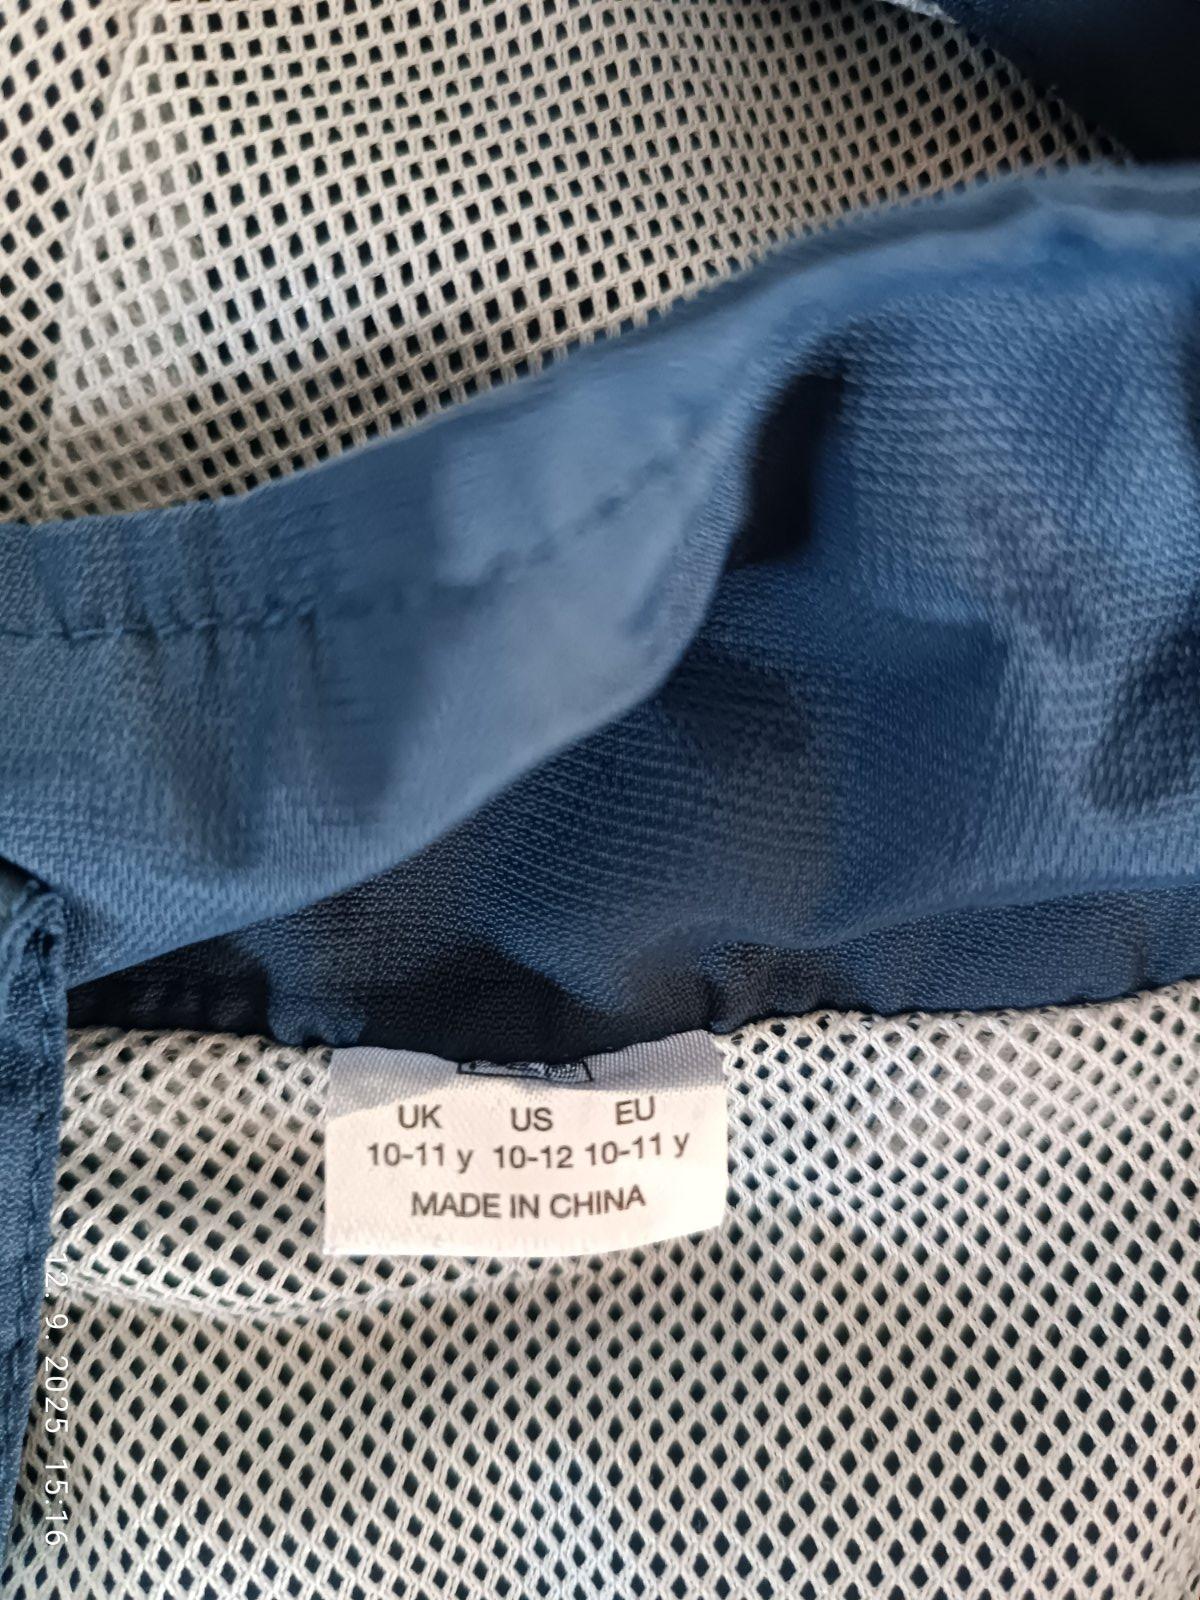 UK US EU
10-11 y 10-12 10-11 y
MADE IN CHINA
12. 9. 2025 15:16